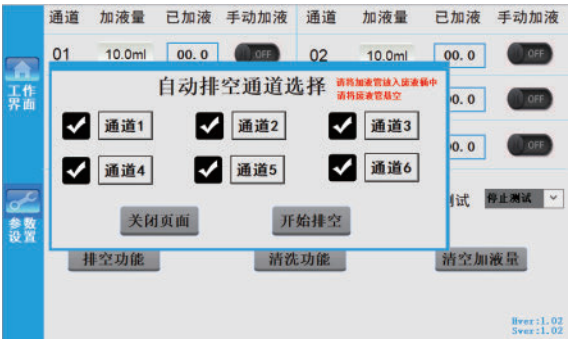 通道 加液量 已加液 手动加液 通道 加液量 已加液 手动加液
01 10.0ml 00.0 OFF 02 10.0ml 00.0 OFF
自动排空通道选择
请将加液管放入废液桶中
请将废液管悬空
00.0 OFF
工作
界面
通道1 通道2 通道3
00.0 OFF
通道4 通道5 通道6
测试 停止测试
参数
设置
关闭页面 开始排空
排空功能 清洗功能 清空加液量
Hver:1.02
Sver:1.02